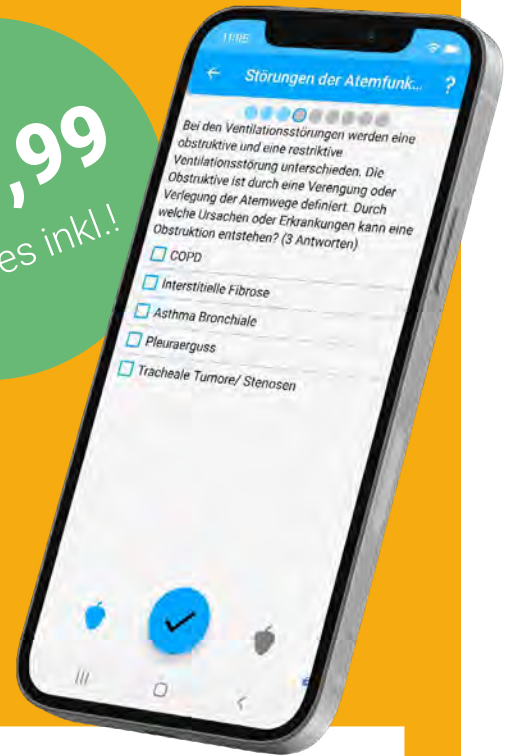 ,99
es inkl.!
11:05
Störungen der Atemfunk... ?
Bei den Ventilationsstörungen werden eine
obstruktive und eine restriktive
Ventilationsstörung unterschieden. Die
Obstruktive ist durch eine Verengung oder
Verlegung der Atemwege definiert. Durch
welche Ursachen oder Erkrankungen kann eine
Obstruktion entstehen? (3 Antworten)
COPD
Interstitielle Fibrose
Asthma Bronchiale
Pleuraerguss
Tracheale Tumore/ Stenosen